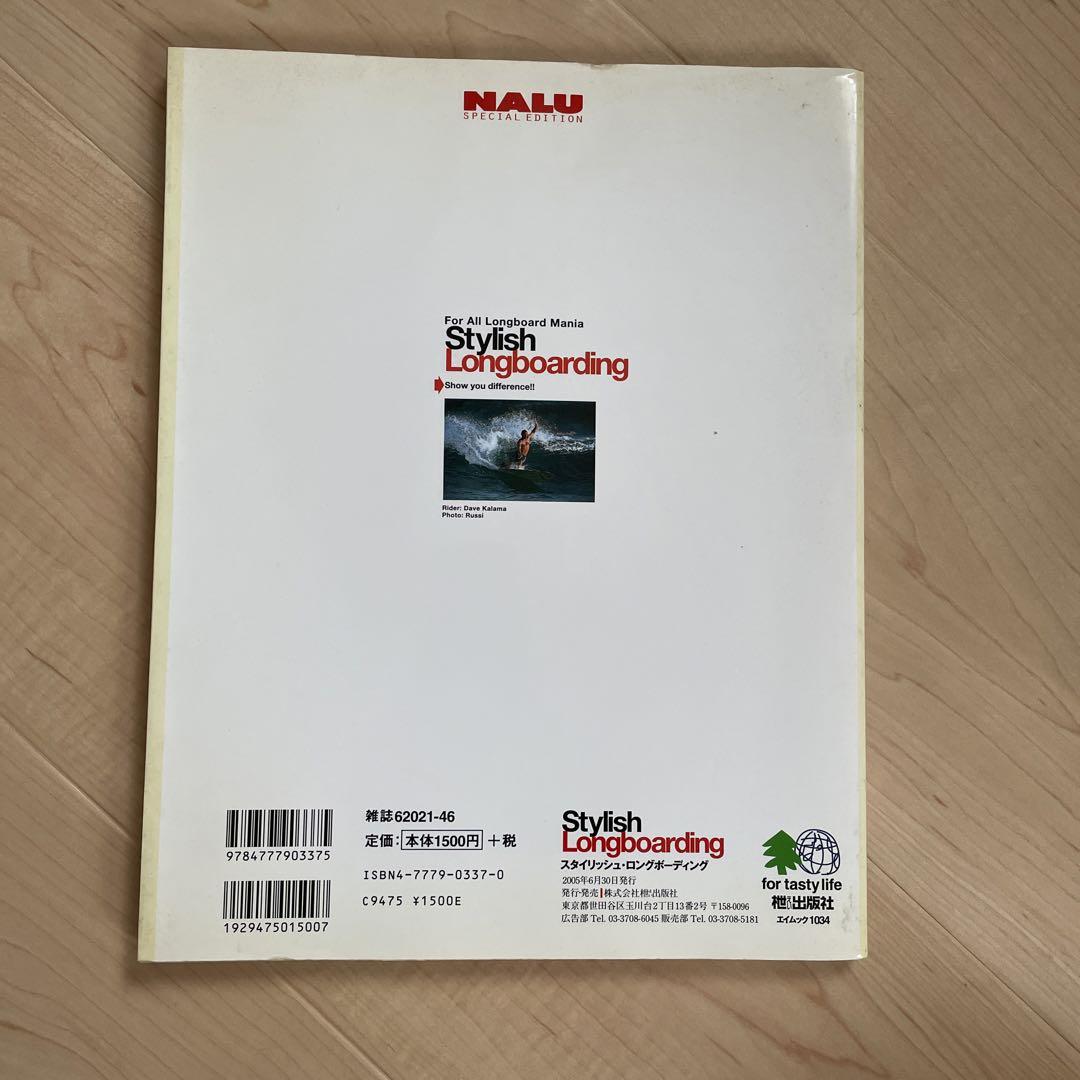 NALU
SPECIAL EDITION
For All Longboard Mania
Stylish
Longboarding
Show you difference!!
Rider: Dave Kalama
Photo: Russi
9784777903375
1929475015007
雑誌62021-46
定価:本体1500円+税
ISBN4-7779-0337-0
C9475 ¥1500E
Stylish
Longboarding
スタイリッシュ・ロングボーディング
2005年6月30日発行
発行・発売 株式会社枻出版社
東京都世田谷区玉川台2丁目13番2号 〒158-0096
広告部 Tel. 03-3708-6045 販売部 Tel. 03-3708-5181
for tasty life
枻出版社
エイムック 1034